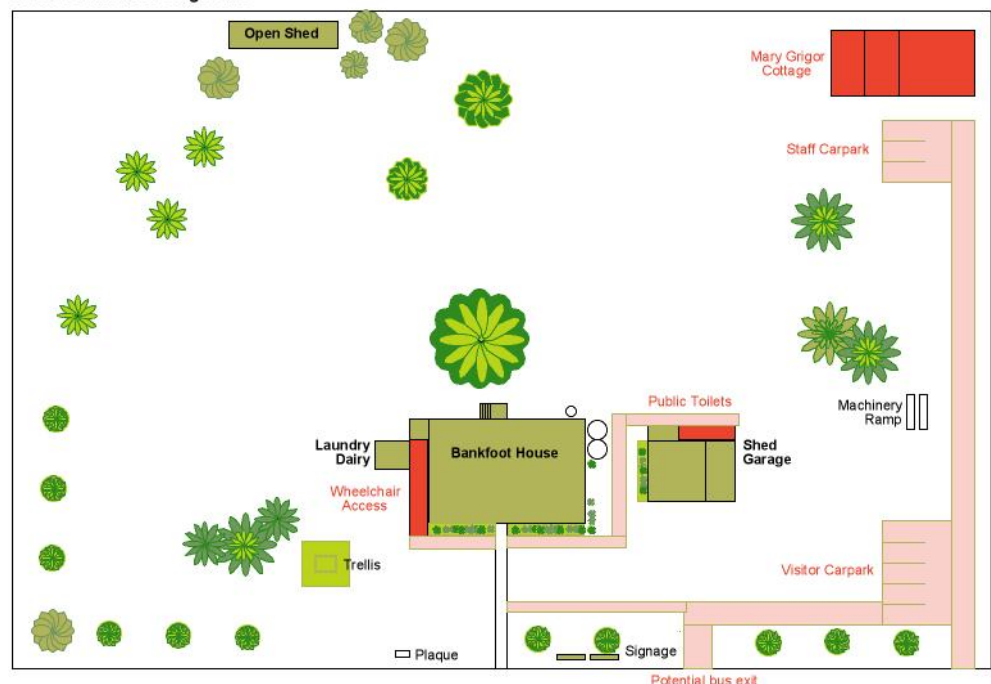 Open Shed
Mary Grigor
Cottage
Staff Carpark
Public Toilets
Machinery
Ramp
Laundry
Dairy
Bankfoot House
Shed
Garage
Wheelchair
Access
Trellis
Visitor Carpark
Plaque
Signage
Potential bus exit